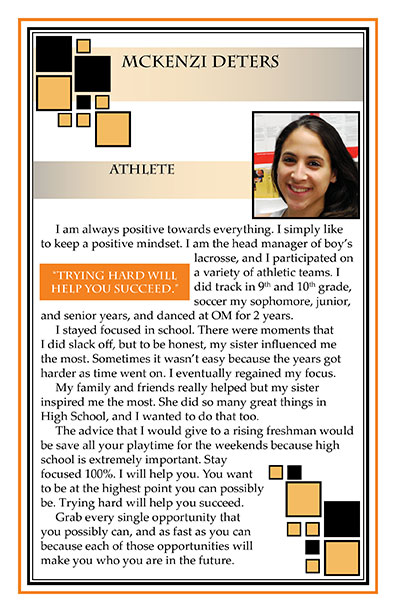 MCKENZI DETERS
ATHLETE
I am always positive towards everything. I simply like
to keep a positive mindset. I am the head manager of boy's
lacrosse, and I participated on
a variety of athletic teams. I
did track in 9th and 10th grade,
soccer my sophomore, junior,
and senior years, and danced at OM for 2 years.
"TRYING HARD WILL
HELP YOU SUCCEED."
I stayed focused in school. There were moments that
I did slack off, but to be honest, my sister influenced me
the most. Sometimes it wasn't easy because the years got
harder as time went on. I eventually regained my focus.
My family and friends really helped but my sister
inspired me the most. She did so many great things in
High School, and I wanted to do that too.
The advice that I would give to a rising freshman would
be save all your playtime for the weekends because high
school is extremely important. Stay
focused 100%. I will help you. You want
to be at the highest point you can possibly
be. Trying hard will help you succeed.
Grab every single opportunity that
you possibly can, and as fast as you can
because each of those opportunities will
make you who you are in the future.